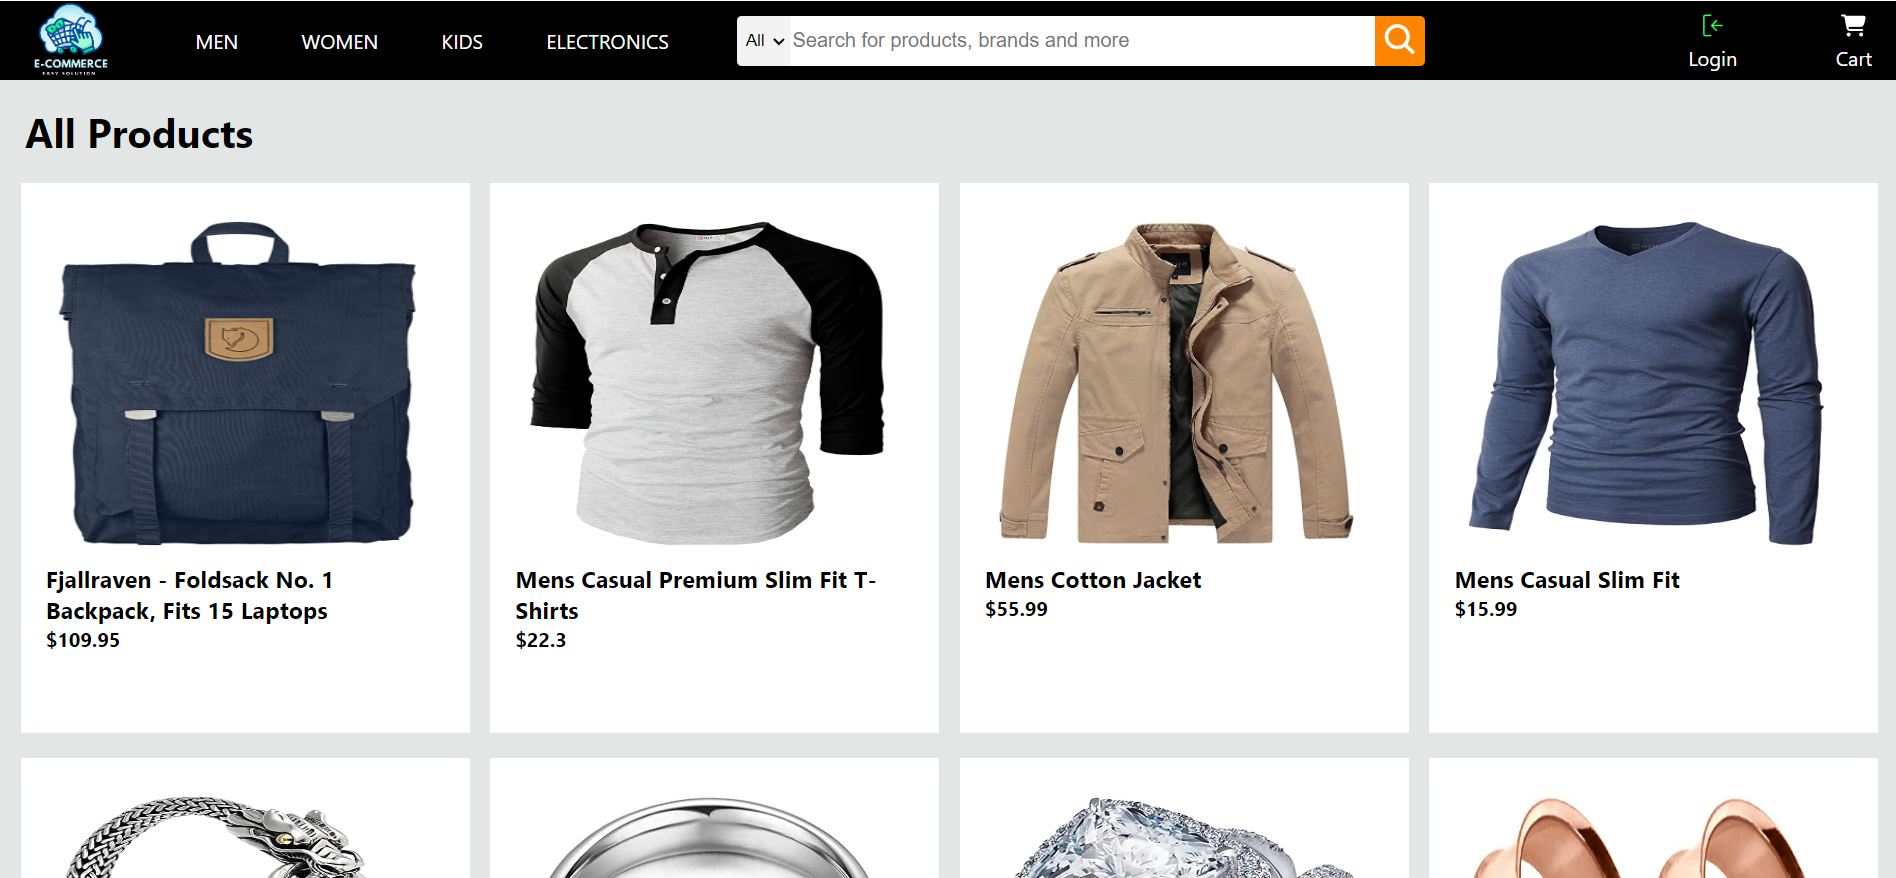 E-COMMERCE
EASY SOLUTION
MEN
WOMEN
KIDS
ELECTRONICS
All
Search for products, brands and more
Login
Cart
All Products
Fjallraven - Foldsack No. 1
Backpack, Fits 15 Laptops
$109.95
Mens Casual Premium Slim Fit T-
Shirts
$22.3
Mens Cotton Jacket
$55.99
Mens Casual Slim Fit
$15.99